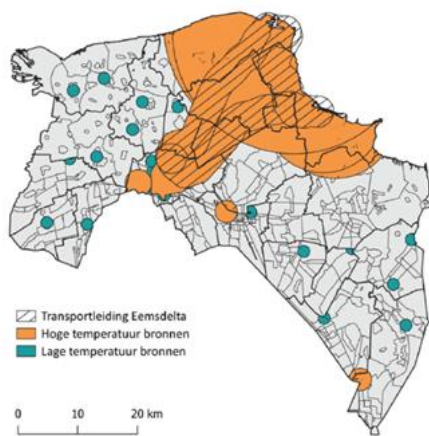 Transportleiding Eemsdelta
Hoge temperatuur bronnen
Lage temperatuur bronnen
0 10 20 km